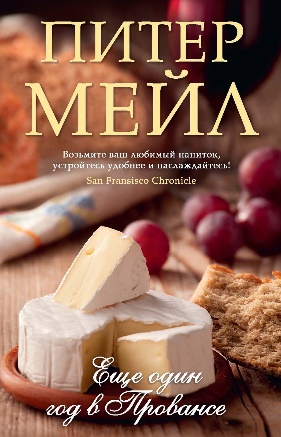 ПИТЕР
МЕЙЛ
Возьмите ваш любимый напиток,
устройтесь удобнее и наслаждайтесь!
San Fransisco Chronicle
Еще один
год в Провансе